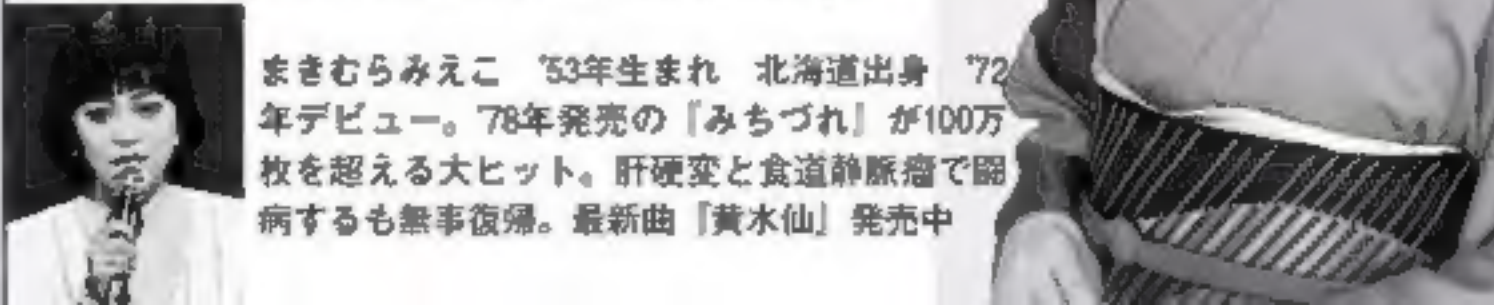 まきむらみえこ　'53年生まれ　北海道出身　'72
年デビュー。'78年発売の『みちづれ』が100万
枚を超える大ヒット。肝硬変と食道静脈瘤で闘
病するも無事復帰。最新曲『黄水仙』発売中